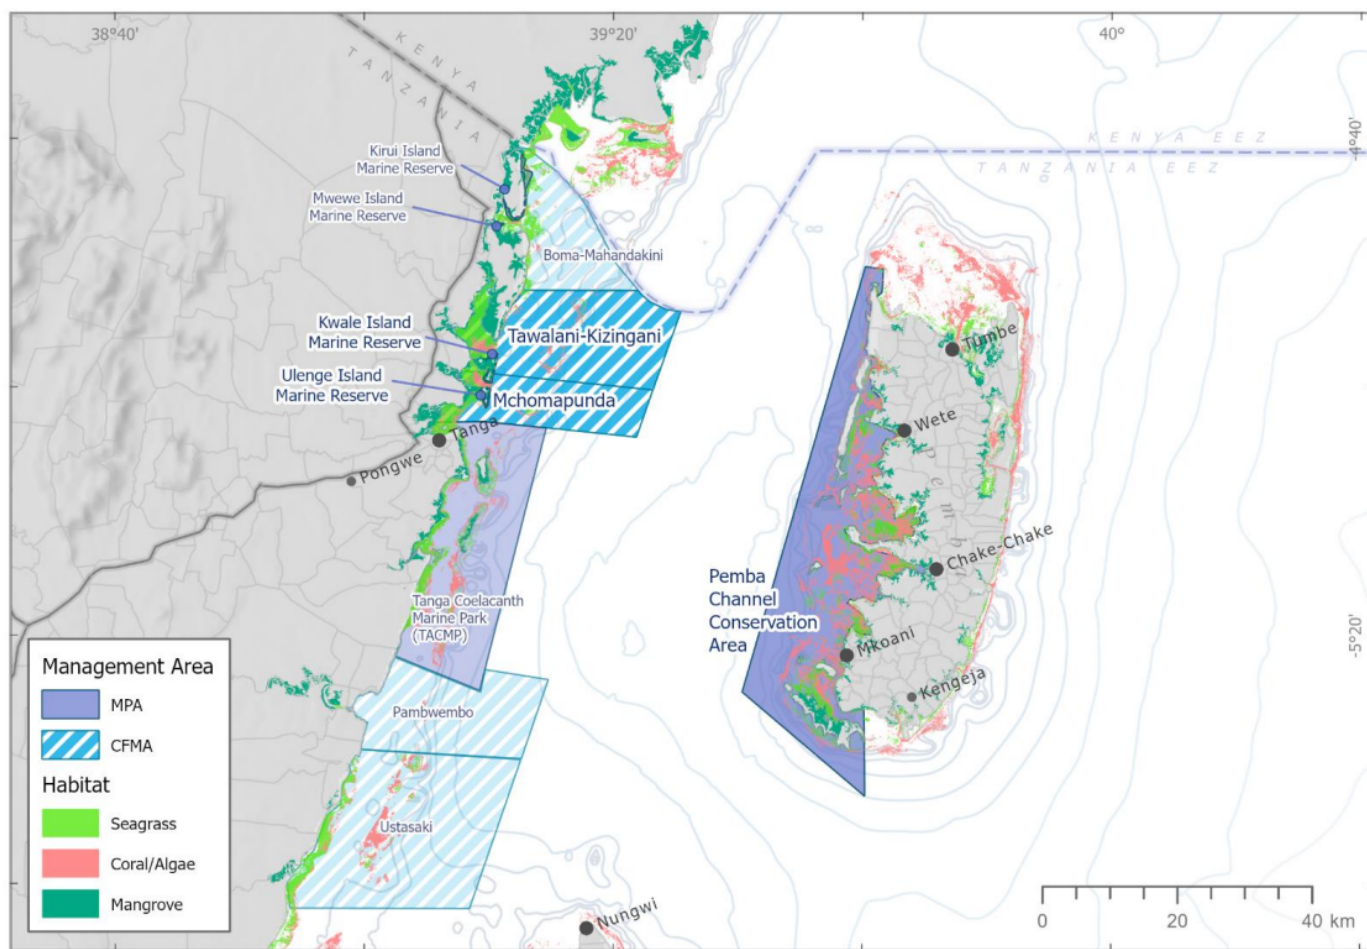 38°40'
39°20'
40°
KENYA
TANZANIA
-4°40'
KENYA EEZ
TANZANIA EEZ
Kirui Island
Marine Reserve
Mwewe Island
Marine Reserve
Boma-Mahandakini
Kwale Island
Marine Reserve
Tawalani-Kizingani
Tumbe
Ulenge Island
Marine Reserve
Mchomapunda
Wete
Tanga
Pongwe
Pemba
Chake-Chake
Pemba
Channel
Conservation
Area
Tanga Coelacanth
Marine Park
(TACMP)
-5°20'
Mkoani
Kengeja
Pambwembo
Ustasaki
Nungwi
Management Area
MPA
CFMA
Habitat
Seagrass
Coral/Algae
Mangrove
0 20 40 km